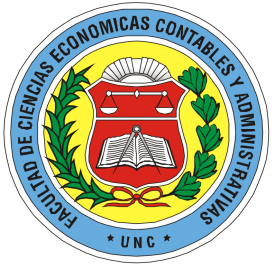 FACULTAD DE CIENCIAS ECONOMICAS CONTABLES Y ADMINISTRATIVAS
★ UNC ★